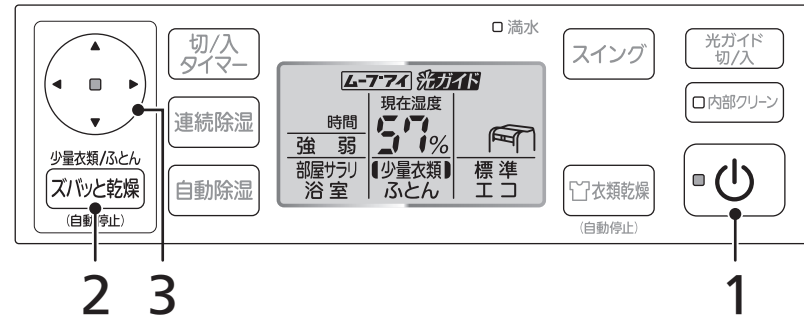 満水
切/入
タイマー
連続除湿
自動除湿
少量衣類/ふとん
ズバッと乾燥
(自動停止)
ムーブアイ 光ガイド
現在湿度
時間
57%
強 弱
部屋サラリ 少量衣類 標準
浴室 ふとん エコ
スイング
衣類乾燥
(自動停止)
光ガイド
切/入
内部クリーン
2 3 1